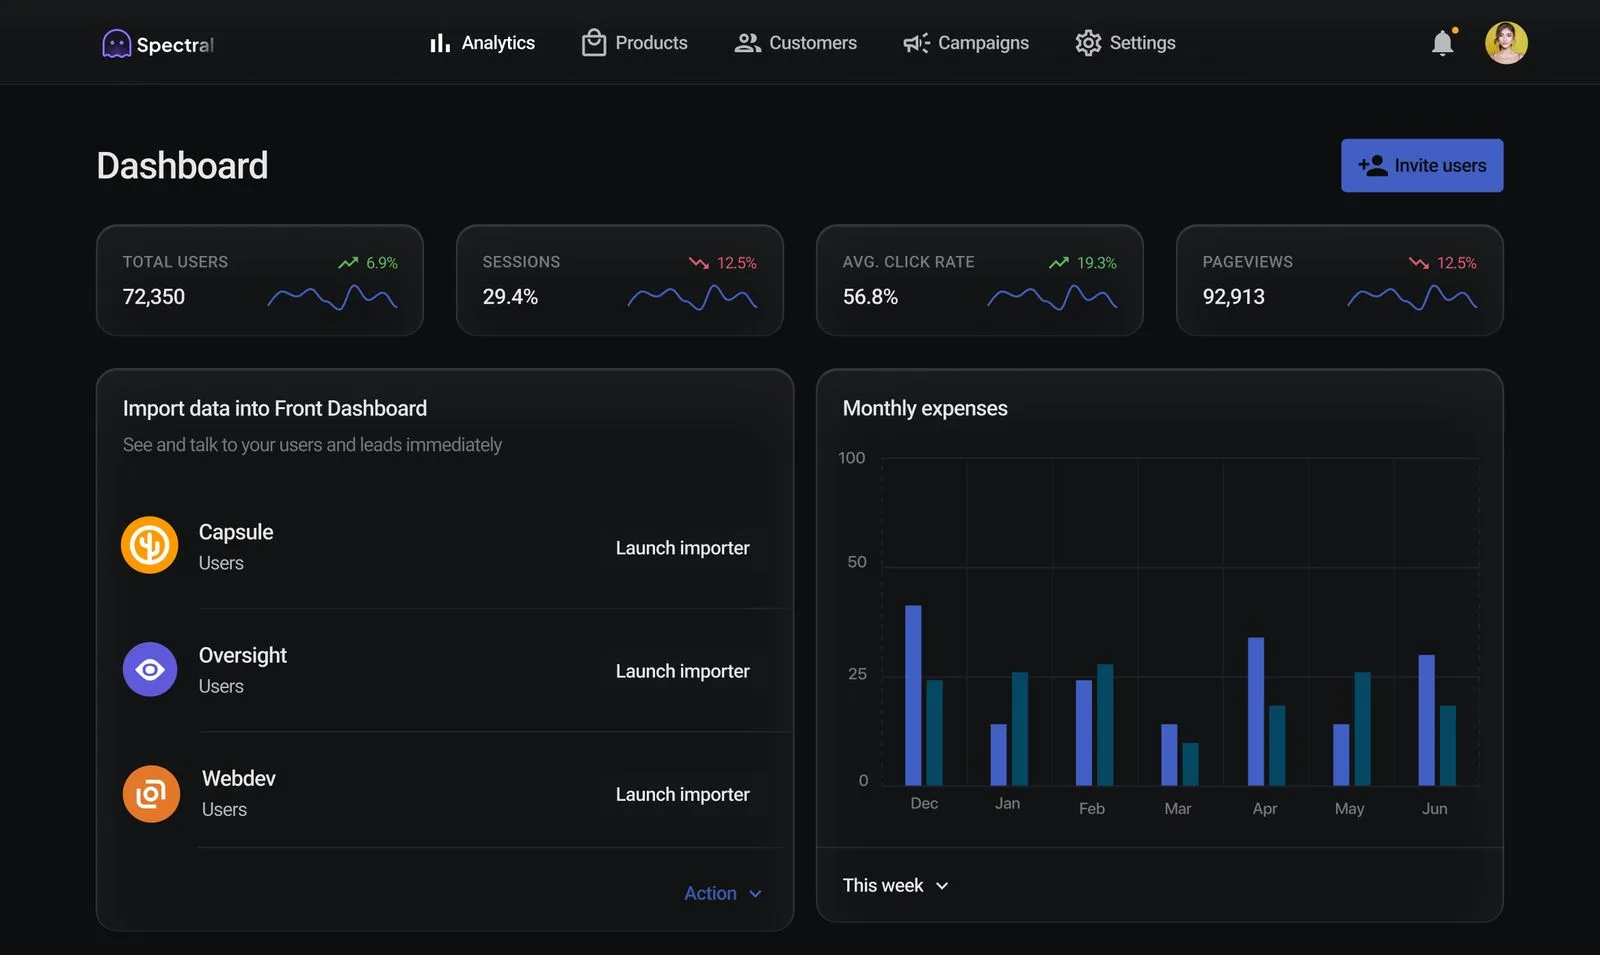 Spectral
Analytics
Products
Customers
Campaigns
Settings
Dashboard
Invite users
TOTAL USERS
6.9%
72,350
SESSIONS
12.5%
29.4%
AVG. CLICK RATE
19.3%
56.8%
PAGEVIEWS
12.5%
92,913
Import data into Front Dashboard
See and talk to your users and leads immediately
Capsule
Users
Launch importer
Oversight
Users
Launch importer
Webdev
Users
Launch importer
Action
Monthly expenses
100
50
25
0
Dec
Jan
Feb
Mar
Apr
May
Jun
This week